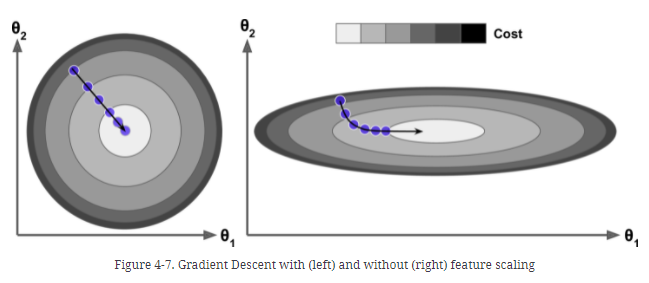 θ2
θ1
θ2
Cost
θ1
Figure 4-7. Gradient Descent with (left) and without (right) feature scaling